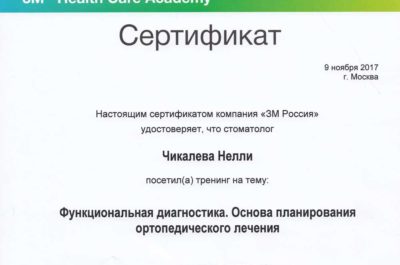 3M Health Care Academy
Сертификат
9 ноября 2017
г. Москва
Настоящим сертификатом компания «3М Россия»
удостоверяет, что стоматолог
Чикалева Нелли
посетил(а) тренинг на тему:
Функциональная диагностика. Основа планирования
ортопедического лечения